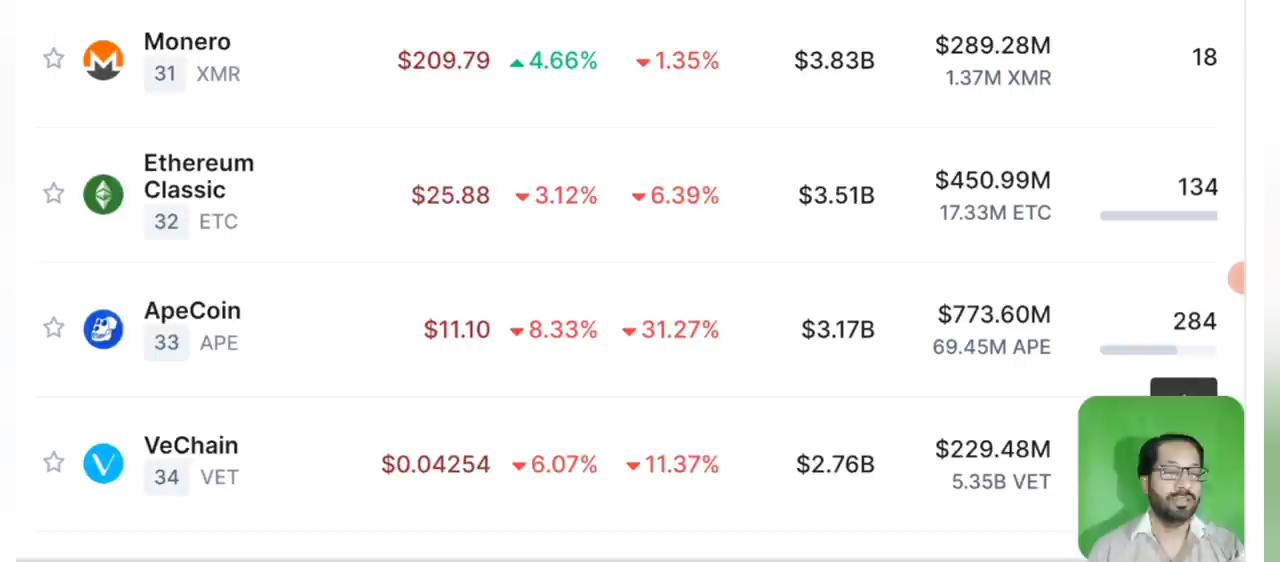 Monero
31 XMR
$209.79 4.66% 1.35% $3.83B $289.28M
1.37M XMR
18
Ethereum
Classic
32 ETC
$25.88 3.12% 6.39% $3.51B $450.99M
17.33M ETC
134
ApeCoin
33 APE
$11.10 8.33% 31.27% $3.17B $773.60M
69.45M APE
284
VeChain
34 VET
$0.04254 6.07% 11.37% $2.76B $229.48M
5.35B VET